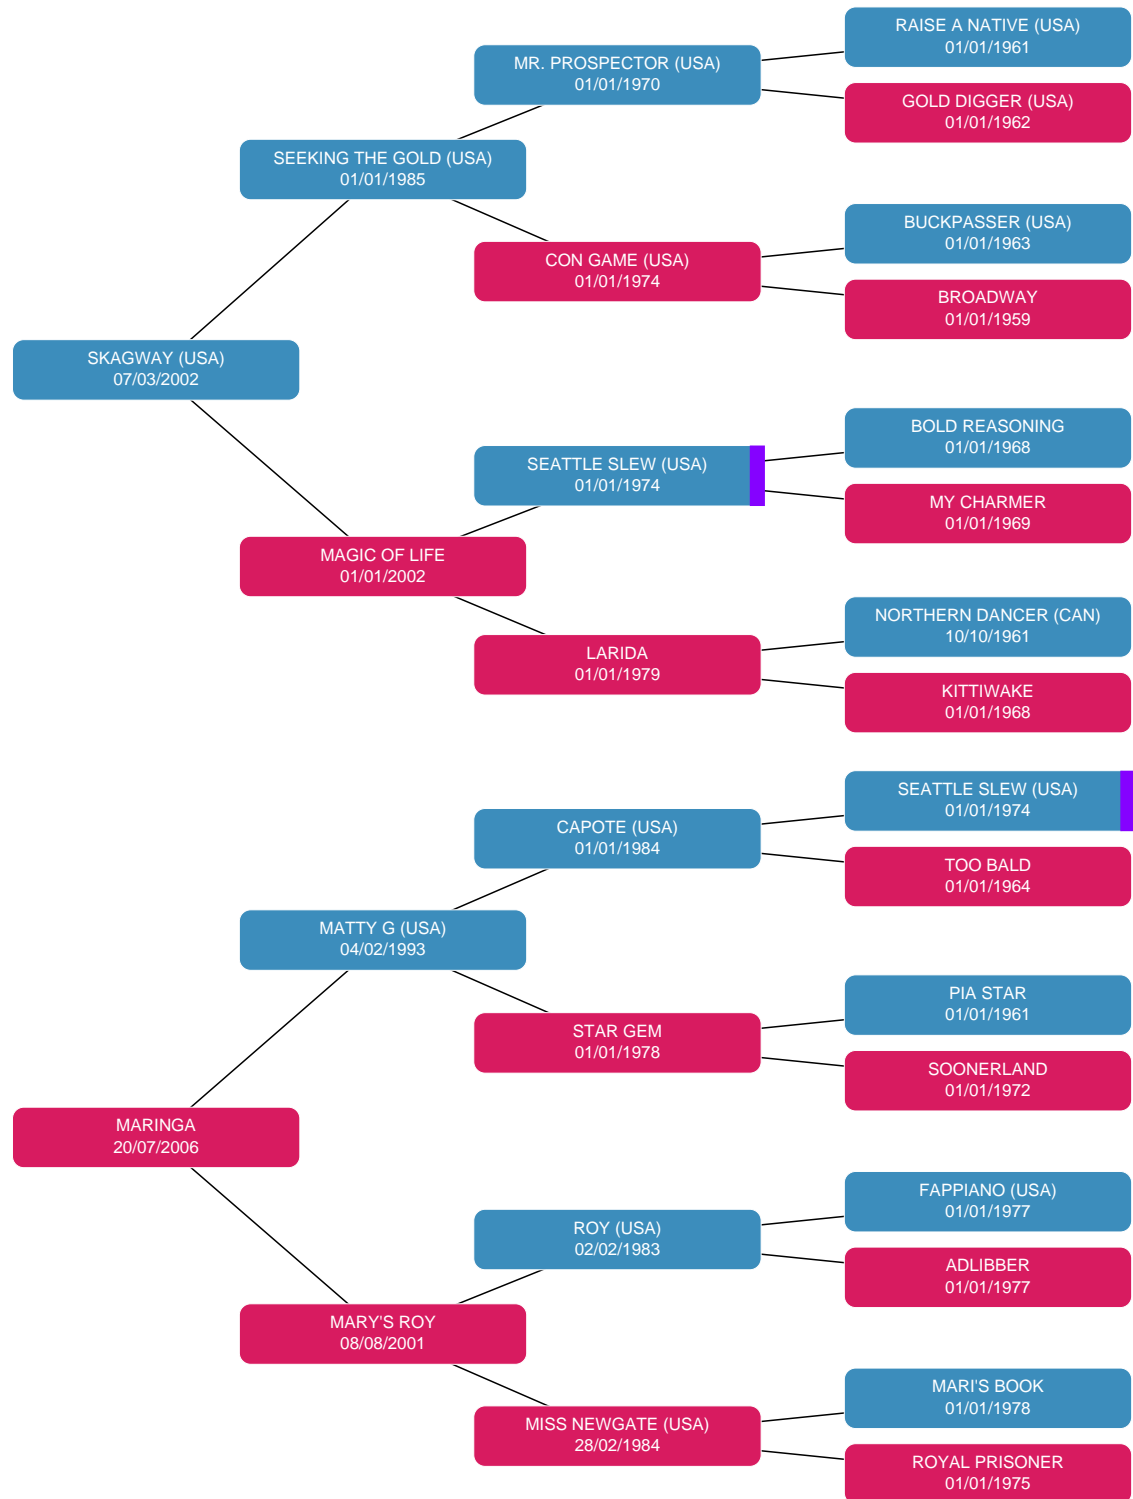 RAISE A NATIVE (USA)
01/01/1961
MR. PROSPECTOR (USA)
01/01/1970
GOLD DIGGER (USA)
01/01/1962
SEEKING THE GOLD (USA)
01/01/1985
BUCKPASSER (USA)
01/01/1963
CON GAME (USA)
01/01/1974
BROADWAY
01/01/1959
SKAGWAY (USA)
07/03/2002
BOLD REASONING
01/01/1968
SEATTLE SLEW (USA)
01/01/1974
MY CHARMER
01/01/1969
MAGIC OF LIFE
01/01/2002
NORTHERN DANCER (CAN)
10/10/1961
LARIDA
01/01/1979
KITTIWAKE
01/01/1968
SEATTLE SLEW (USA)
01/01/1974
CAPOTE (USA)
01/01/1984
TOO BALD
01/01/1964
MATTY G (USA)
04/02/1993
PIA STAR
01/01/1961
STAR GEM
01/01/1978
SOONERLAND
01/01/1972
MARINGA
20/07/2006
FAPPIANO (USA)
01/01/1977
ROY (USA)
02/02/1983
ADLIBBER
01/01/1977
MARY'S ROY
08/08/2001
MARI'S BOOK
01/01/1978
MISS NEWGATE (USA)
28/02/1984
ROYAL PRISONER
01/01/1975